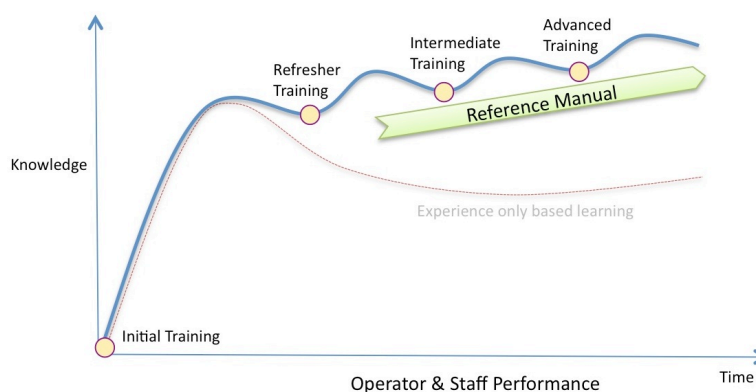 Advanced
Training
Intermediate
Training
Refresher
Training
Reference Manual
Knowledge
Experience only based learning
Initial Training
Time
Operator & Staff Performance